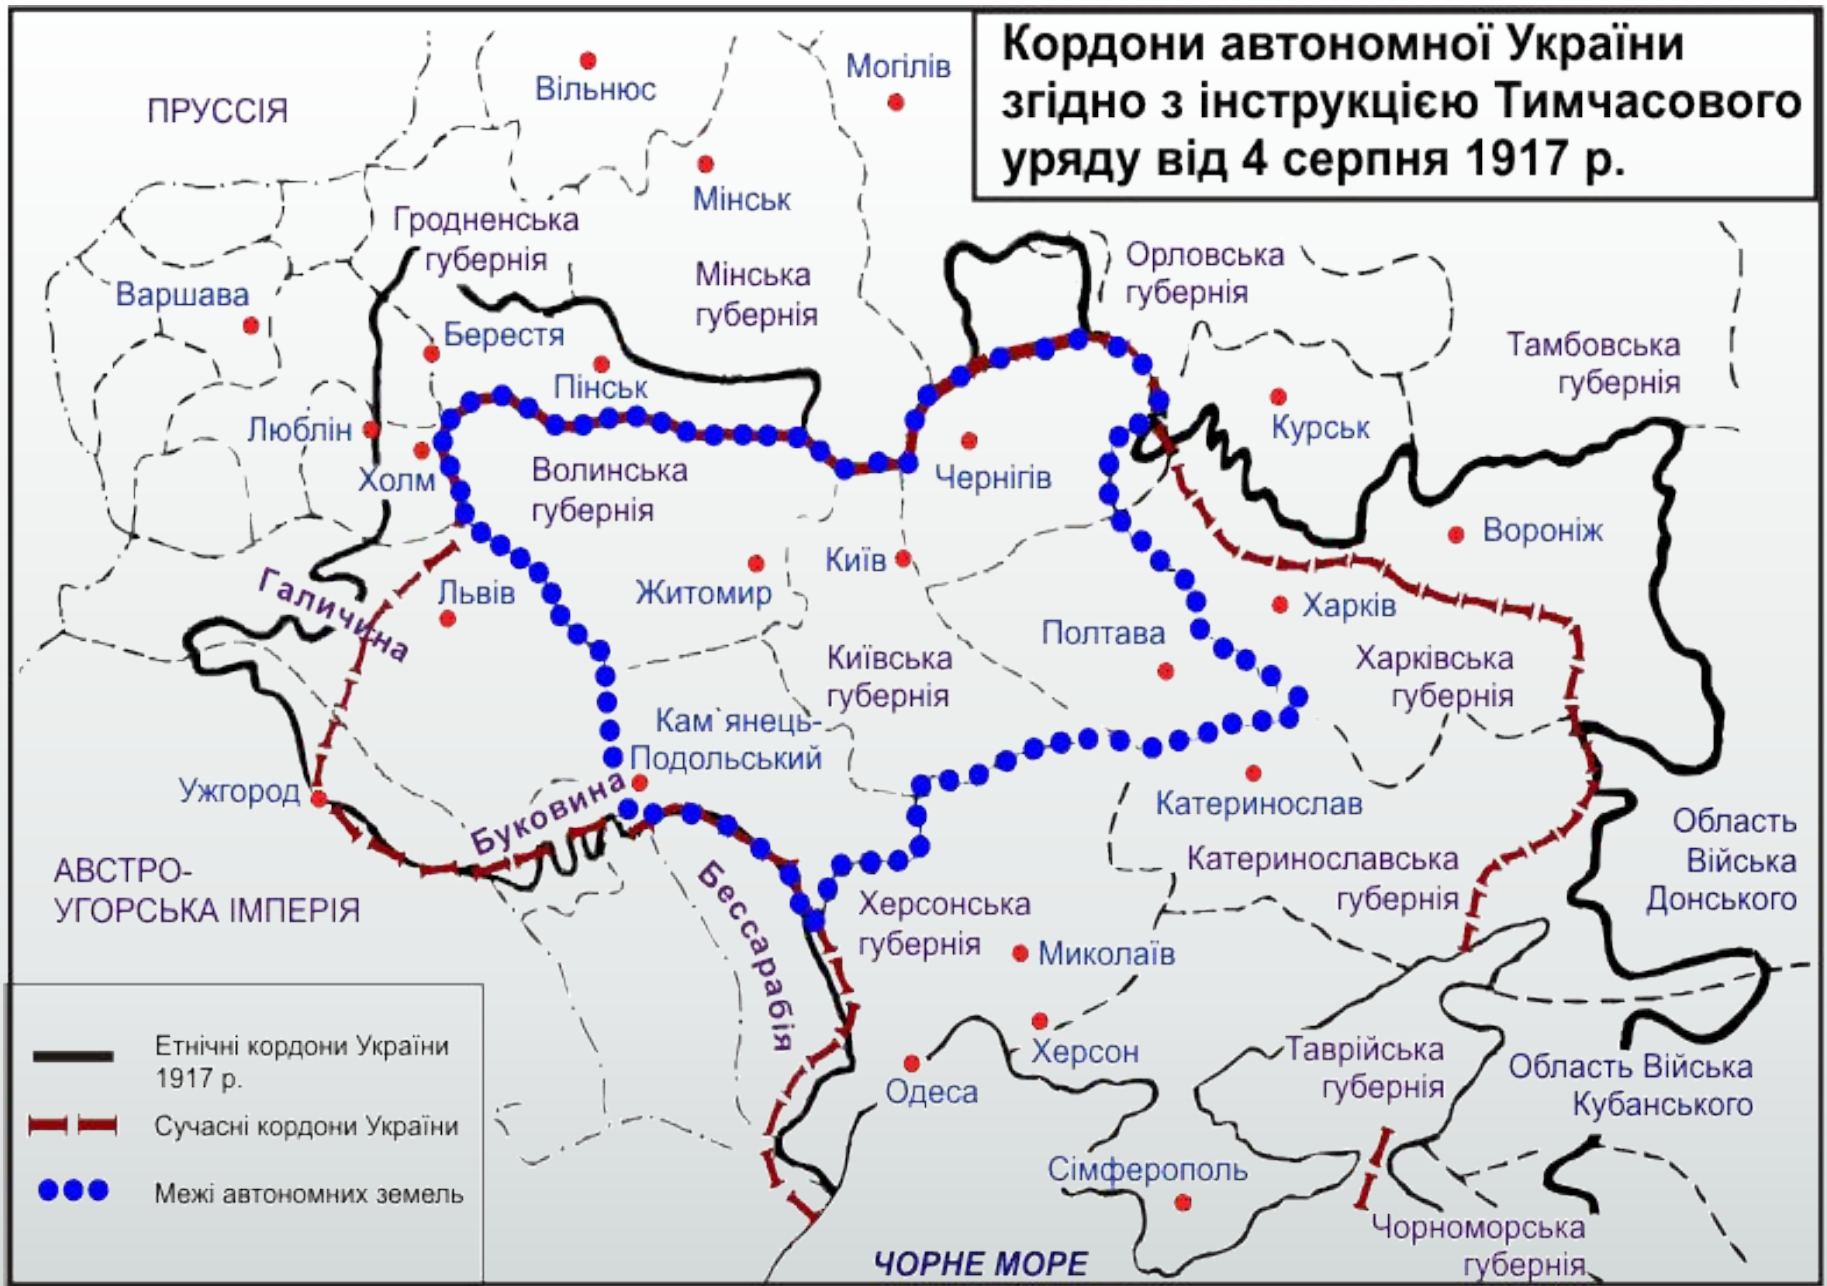 Кордони автономної України
згідно з інструкцією Тимчасового
уряду від 4 серпня 1917 р.
Вільнюс
Могілів
ПРУССІЯ
Мінськ
Гродненська
губернія
Мінська
губернія
Орловська
губернія
Варшава
Берестя
Пінськ
Тамбовська
губернія
Люблін
Холм
Курськ
Волинська
губернія
Чернігів
Вороніж
Київ
Галичина
Львів
Житомир
Харків
Полтава
Київська
губернія
Харківська
губернія
Кам`янець-
Подольський
Ужгород
Буковина
Катеринослав
Область
Війська
Донського
АВСТРО-
УГОРСЬКА ІМПЕРІЯ
Бессарабія
Катеринославська
губернія
Херсонська
губернія
Миколаїв
Етнічні кордони України
1917 р.
Сучасні кордони України
Межі автономних земель
Херсон
Одеса
Таврійська
губернія
Область Війська
Кубанського
Сімферополь
Чорноморська
губернія
ЧОРНЕ МОРЕ